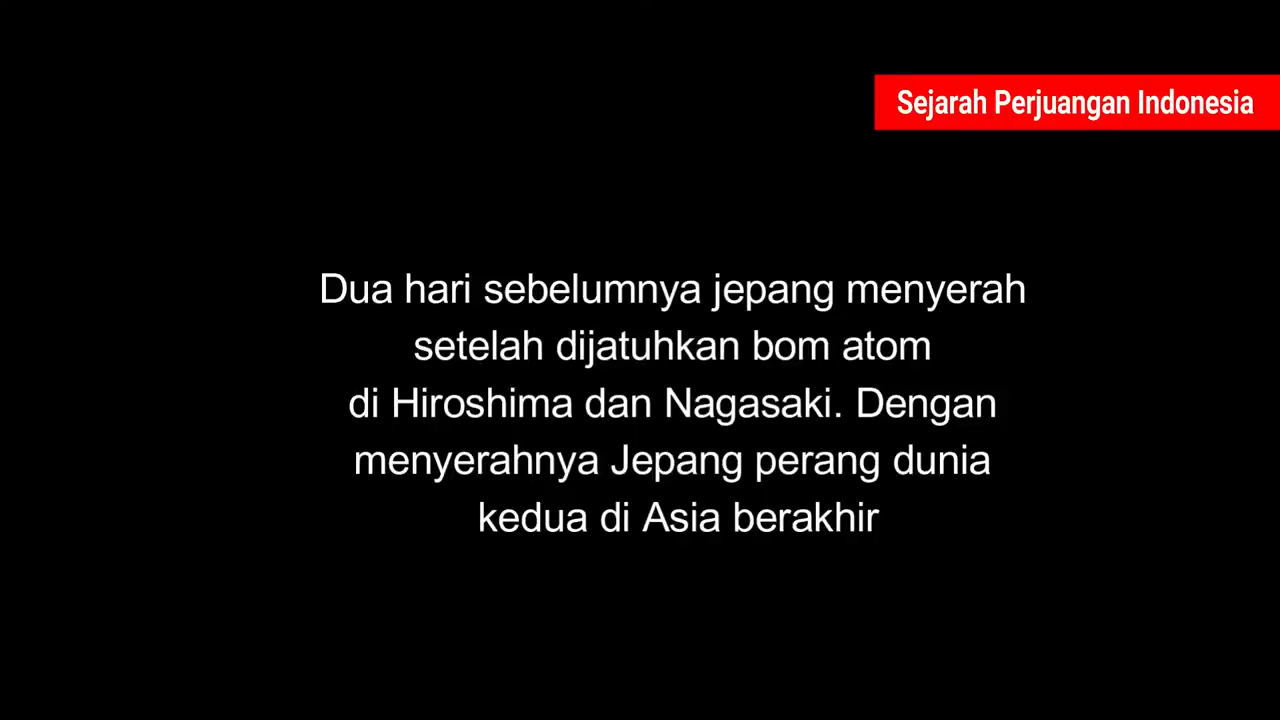 Sejarah Perjuangan Indonesia
Dua hari sebelumnya jepang menyerah
setelah dijatuhkan bom atom
di Hiroshima dan Nagasaki. Dengan
menyerahnya Jepang perang dunia
kedua di Asia berakhir